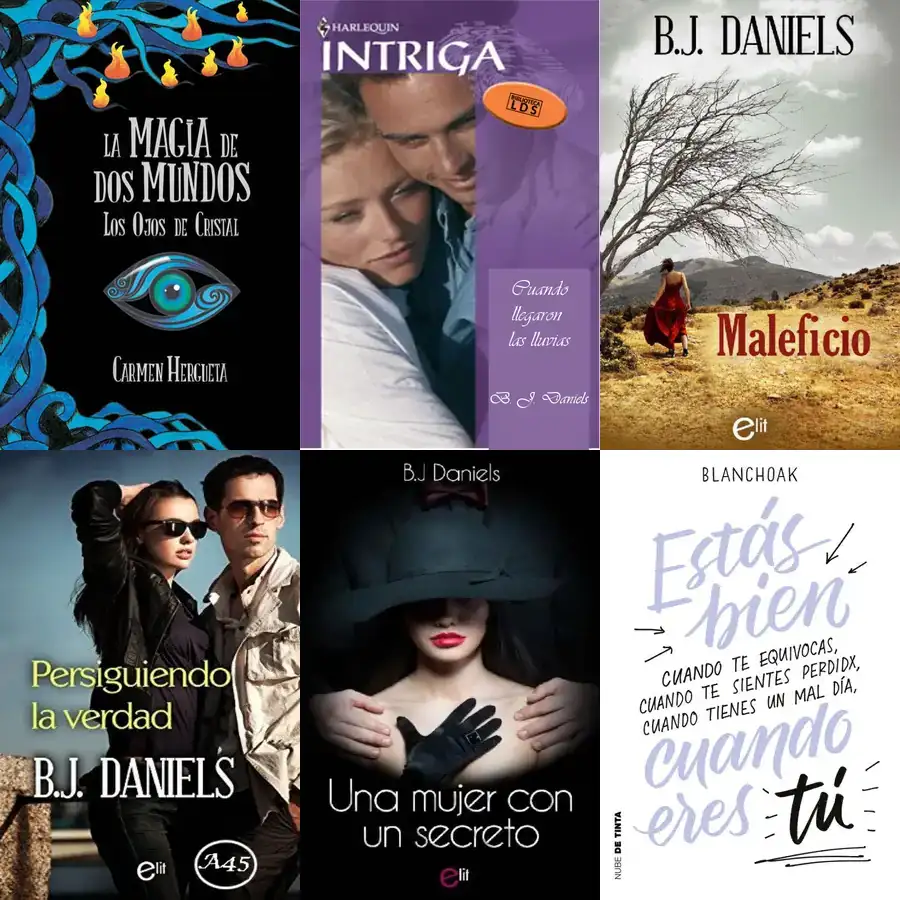 LA MAGIA DE
DOS MUNDOS
LOS OJOS DE CRISTAL
CARMEN HERGUETA
HARLEQUIN
INTRIGA
BIBLIOTECA
LDS
Cuando
llegaron
las lluvias
B. J. Daniels
B.J. DANIELS
Maleficio
elit
Persiguiendo
la verdad
B.J. DANIELS
elit
A45
B.J Daniels
Una mujer con
un secreto
elit
BLANCHOAK
Estás
bien
CUANDO TE EQUIVOCAS,
CUANDO TE SIENTES PERDIDX,
CUANDO TIENES UN MAL DÍA,
cuando
eres tú
NUBE DE TINTA